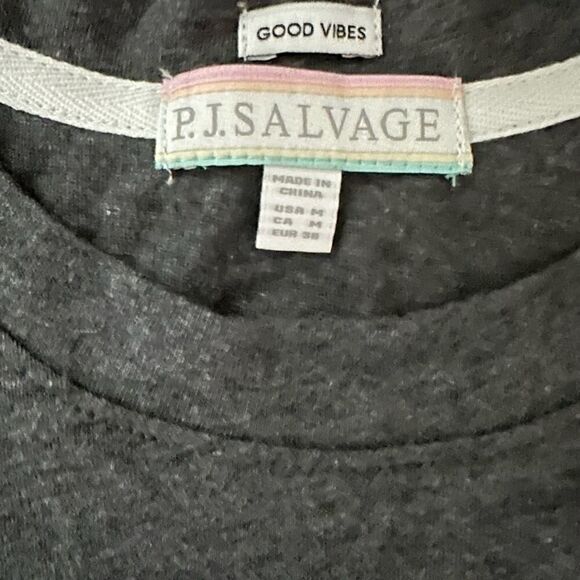 GOOD VIBES
P.J.SALVAGE
MADE IN
CHINA
USA M
CA M
EUR 38